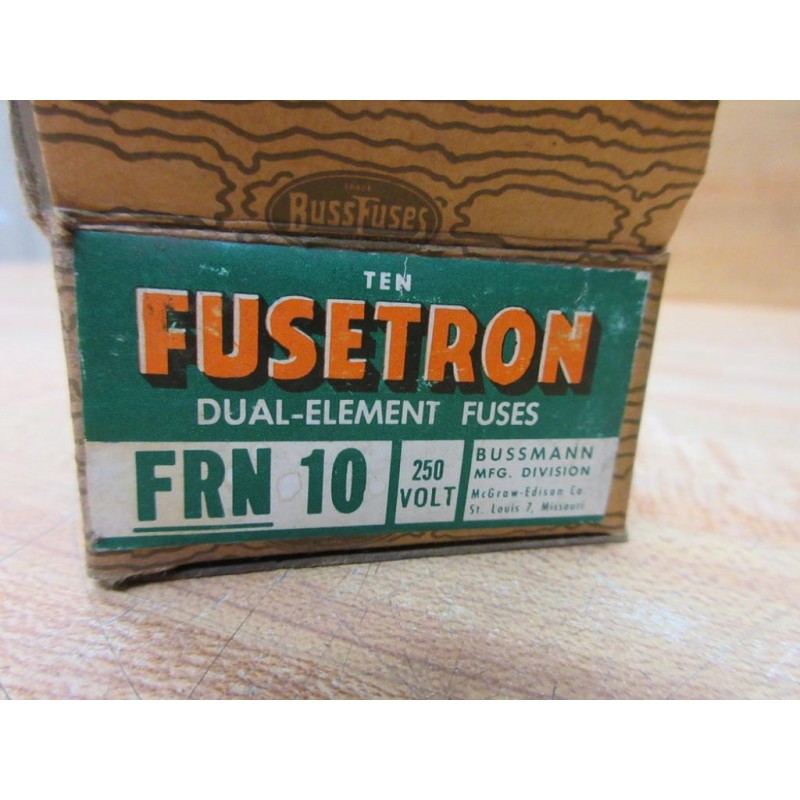 TRADE
BUSSFUSES
TEN
FUSETRON
DUAL-ELEMENT FUSES
FRN 10
250
VOLT
BUSSMANN
MFG. DIVISION
McGraw-Edison Co.
St. Louis 7, Missouri